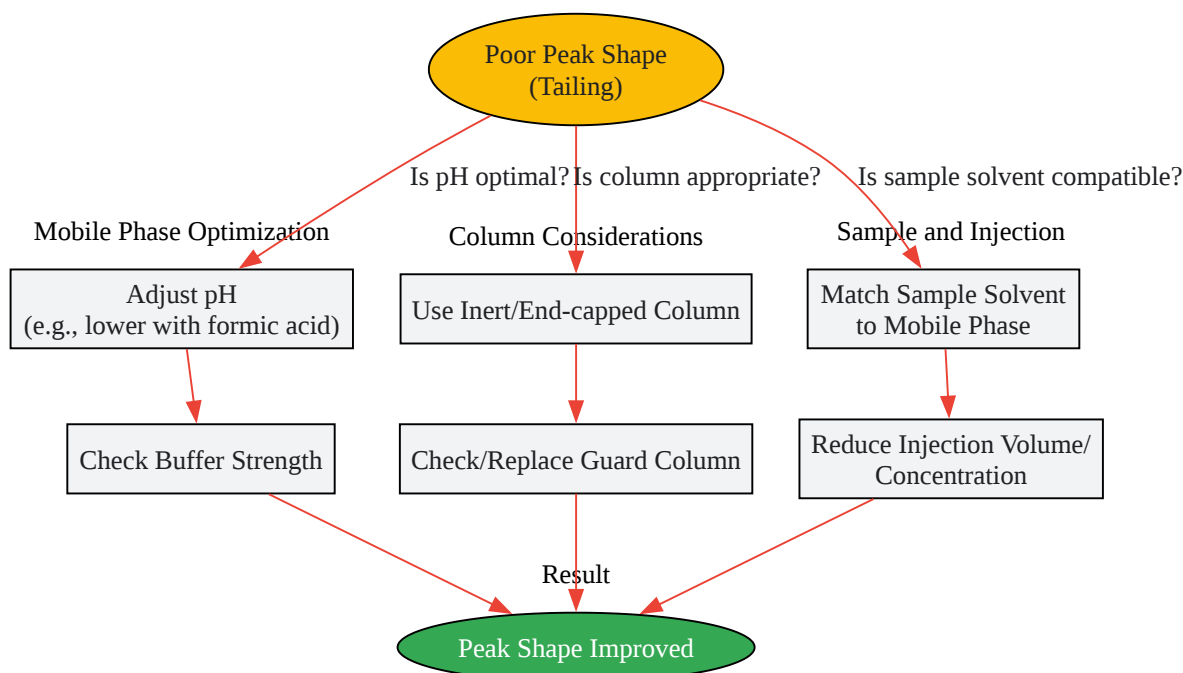 Poor Peak Shape
(Tailing)
Is pH optimal?
Is column appropriate?
Is sample solvent compatible?
Mobile Phase Optimization
Column Considerations
Sample and Injection
Adjust pH
(e.g., lower with formic acid)
Use Inert/End-capped Column
Match Sample Solvent
to Mobile Phase
Check Buffer Strength
Check/Replace Guard Column
Reduce Injection Volume/
Concentration
Result
Peak Shape Improved